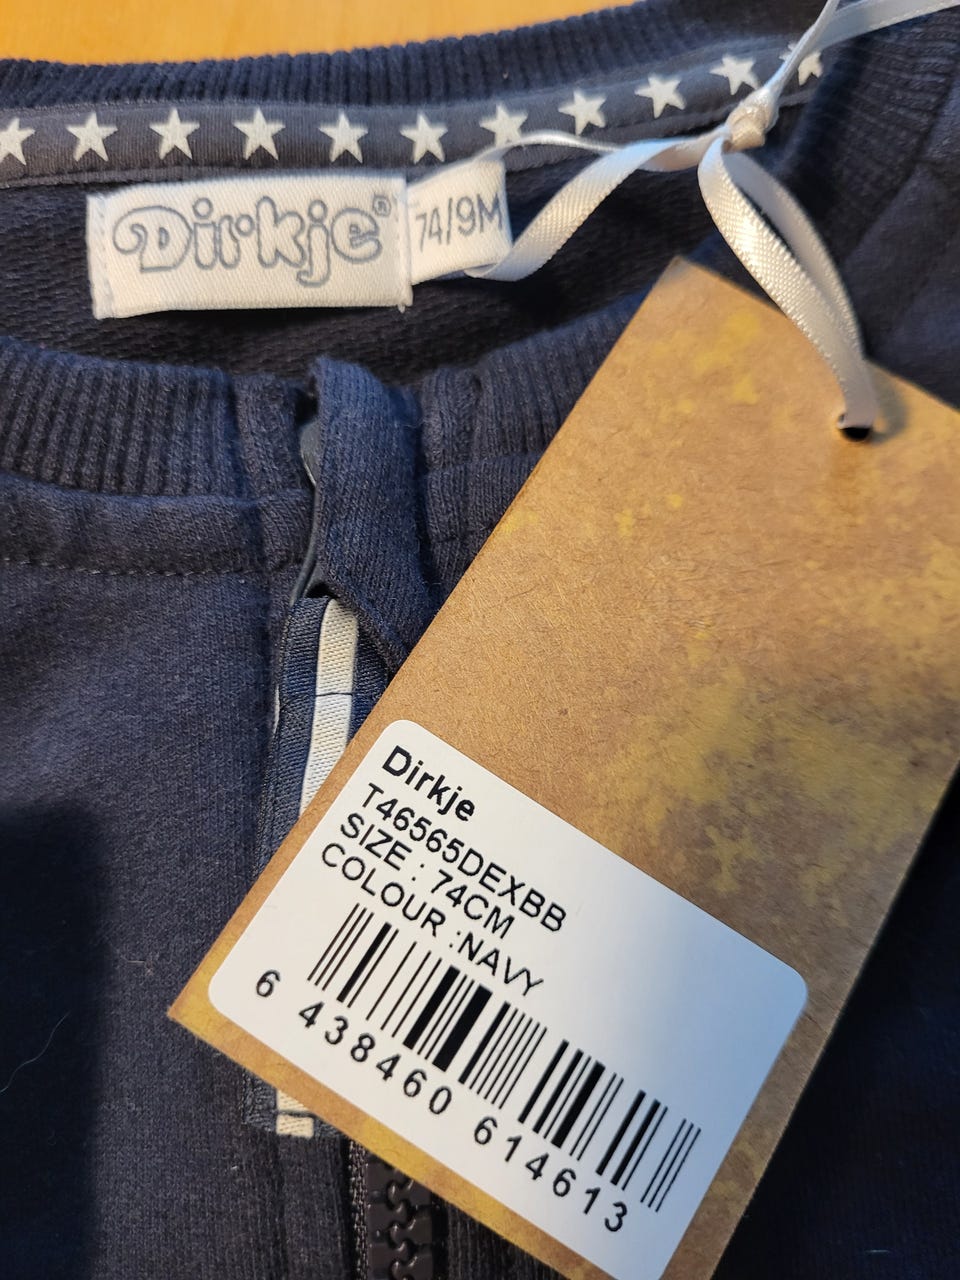 Dirkje®
74/9M
Dirkje
T46565DEXBB
SIZE : 74CM
COLOUR :NAVY
6 438460 614613